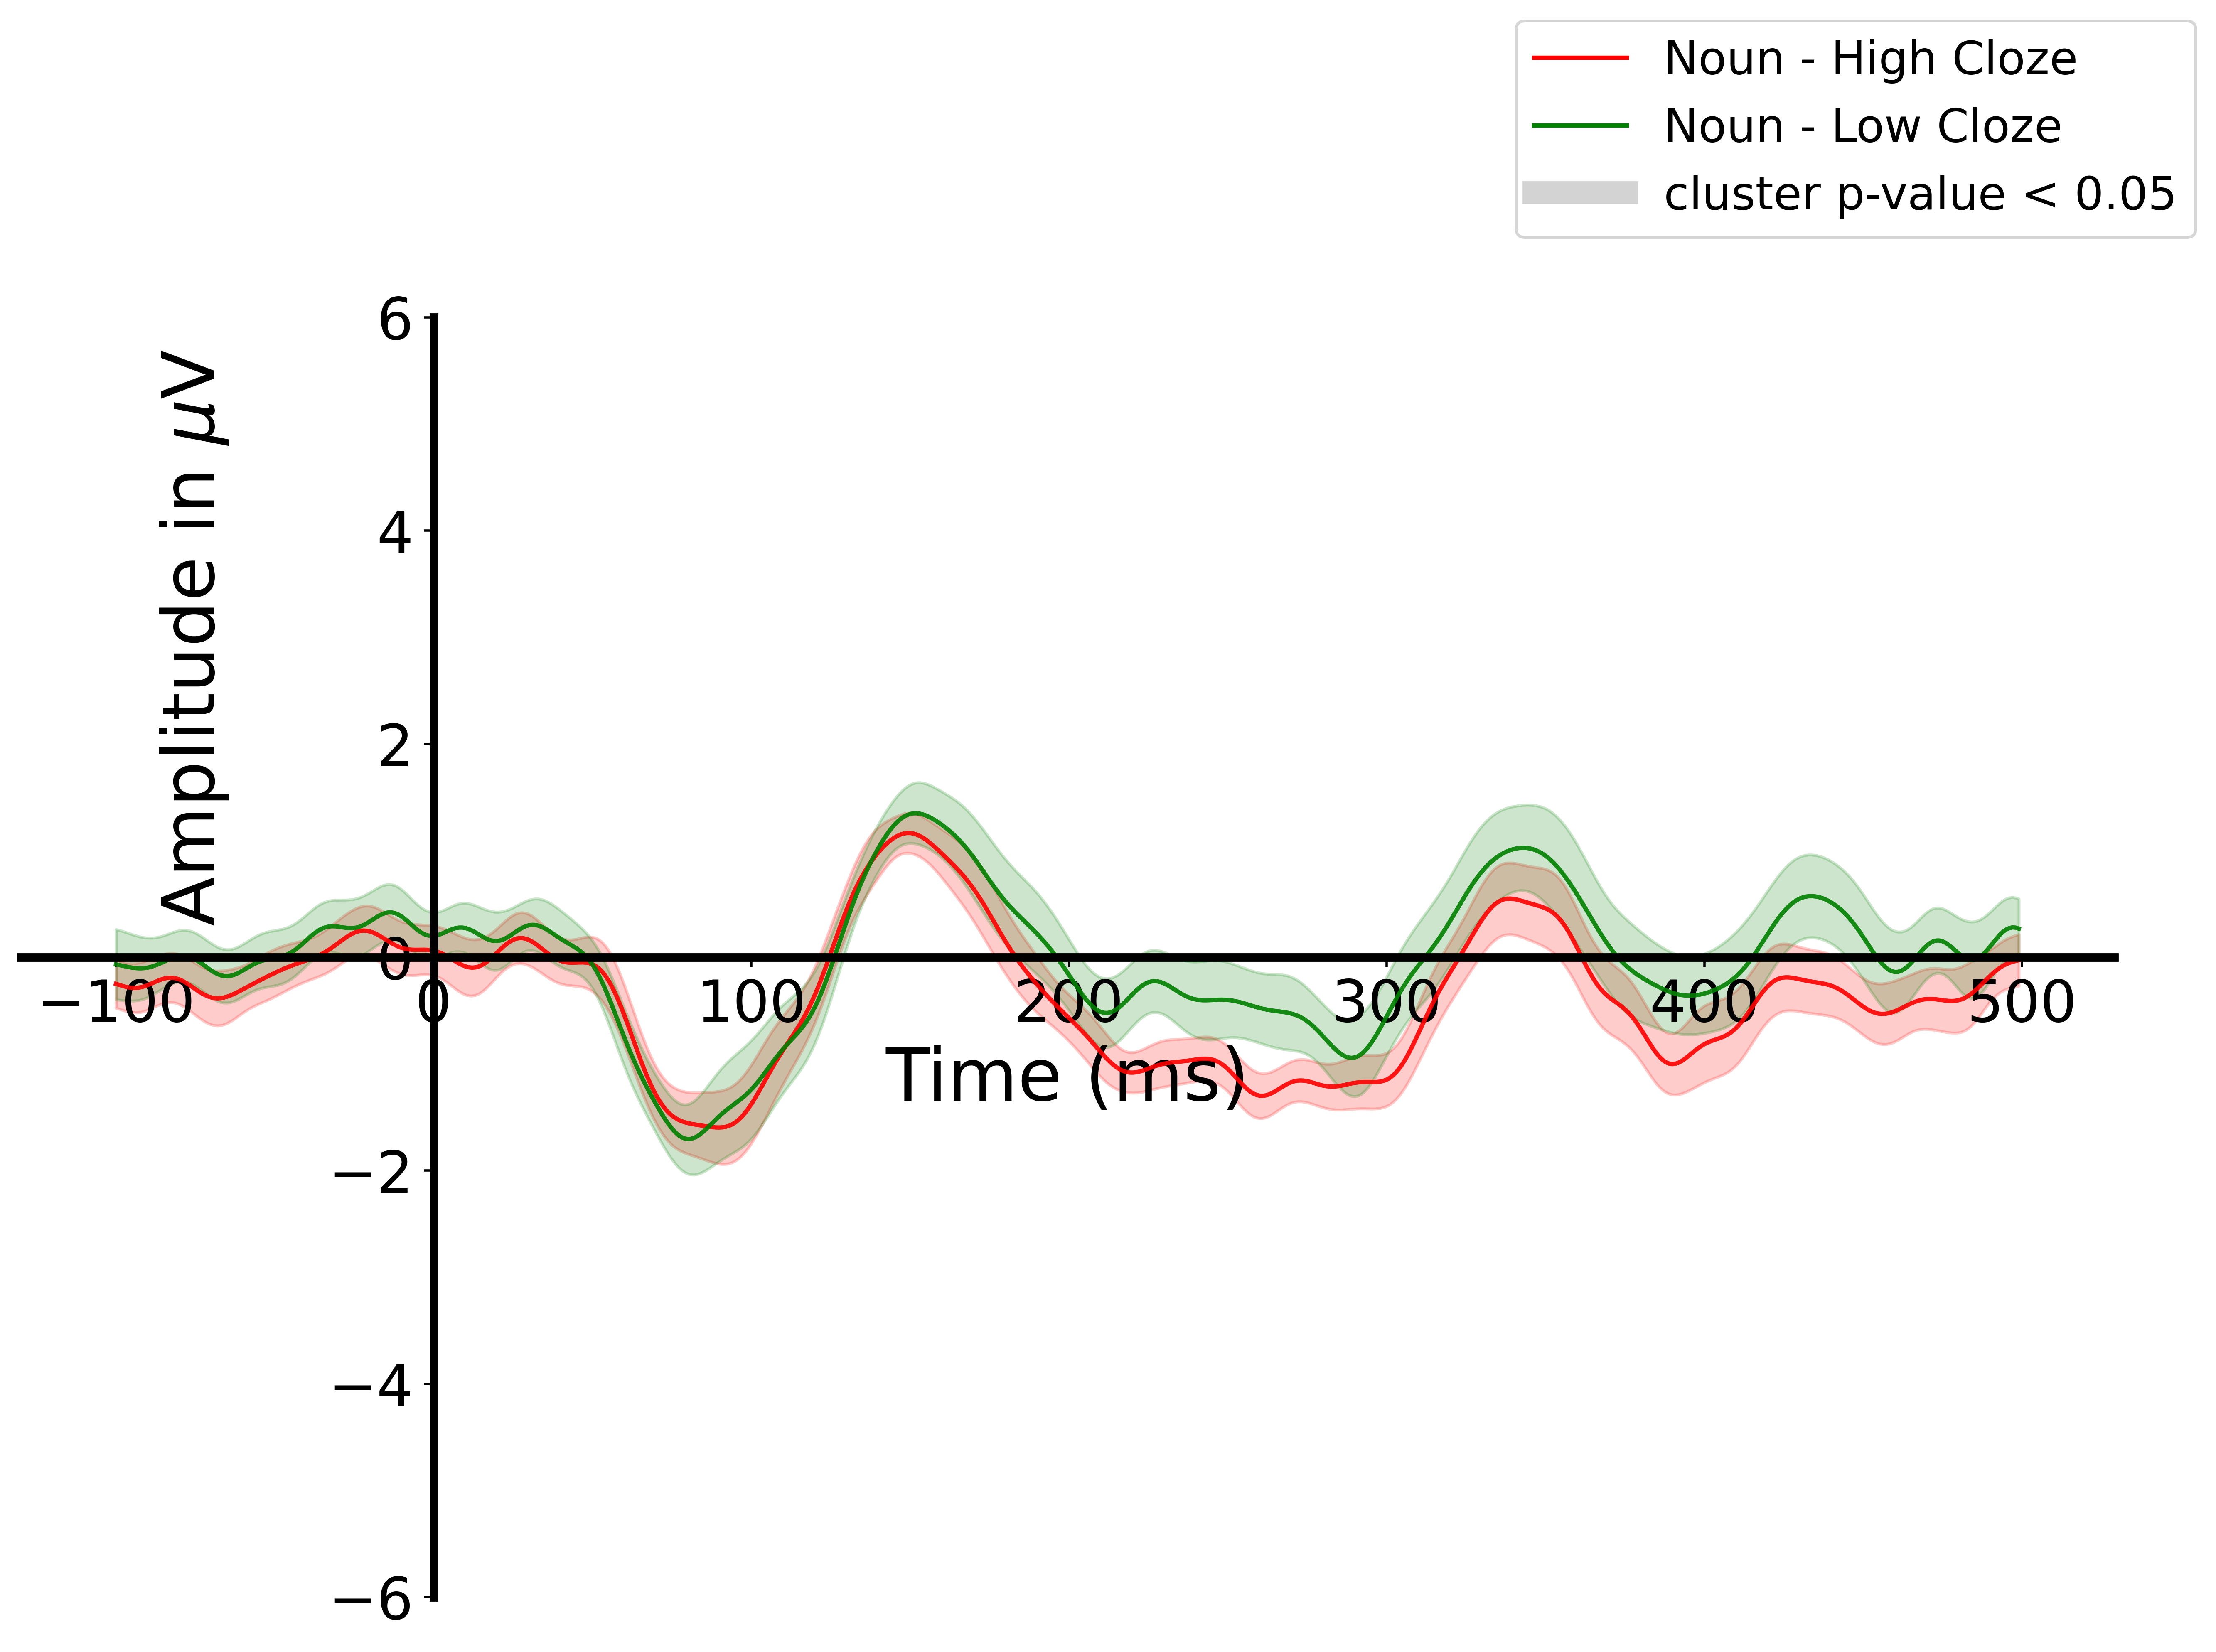 Noun - High Cloze
Noun - Low Cloze
cluster p-value < 0.05
Amplitude in µV
6
4
2
0
−2
−4
−6
−100
0
100
200
300
400
500
Time (ms)